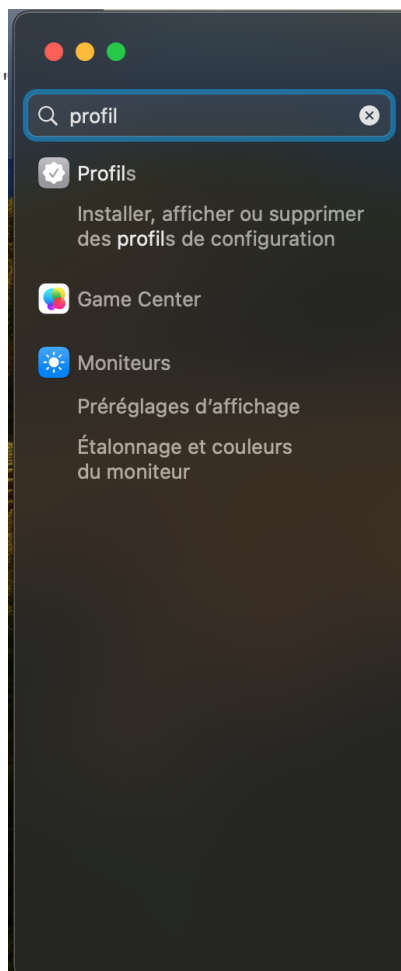 profil
Profils
Installer, afficher ou supprimer
des profils de configuration
Game Center
Moniteurs
Préréglages d’affichage
Étalonnage et couleurs
du moniteur